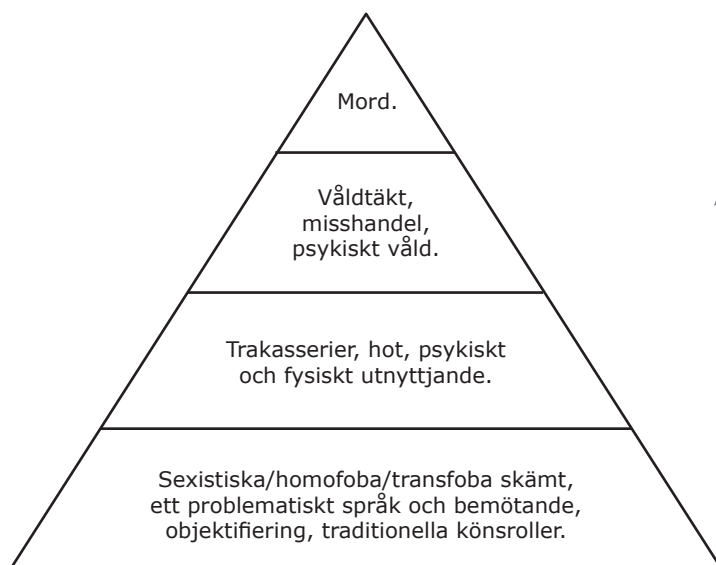 Mord.
Våldtäkt,
misshandel,
psykiskt våld.
Trakasserier, hot, psykiskt
och fysiskt utnyttjande.
Sexistiska/homofoba/transfoba skämt,
ett problematiskt språk och bemötande,
objektifiering, traditionella könsroller.